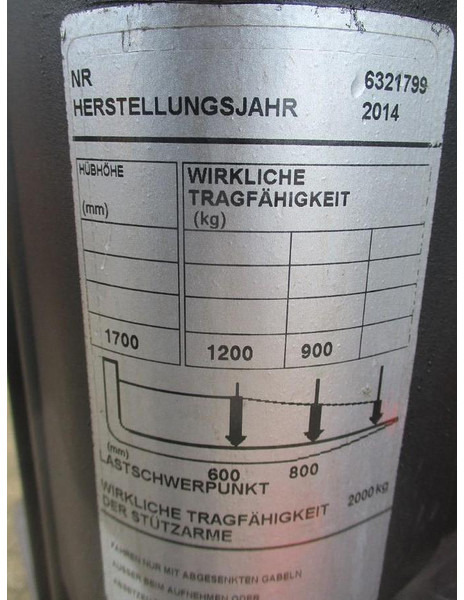 NR 6321799
HERSTELLUNGSJAHR 2014
HÜBHÖHE
(mm)
WIRKLICHE
TRAGFÄHIGKEIT
(kg)
1700 1200 900
(mm) 600 800
LASTSCHWERPUNKT
WIRKLICHE TRAGFÄHIGKEIT 2000 kg
DER STÜTZARME
FAHREN NUR MIT ABGESENKTEN GABELN
AUSSER BEIM AUFNEHMEN ODER